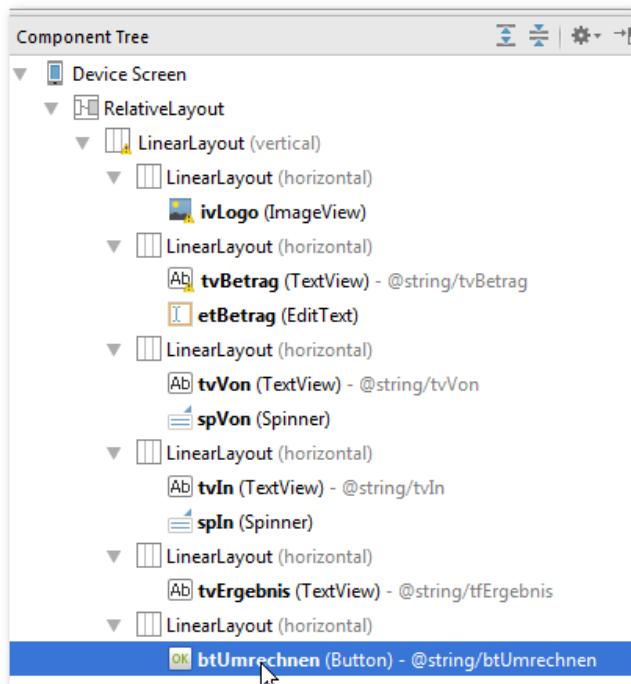 Component Tree
Device Screen
RelativeLayout
LinearLayout (vertical)
LinearLayout (horizontal)
ivLogo (ImageView)
LinearLayout (horizontal)
Ab tvBetrag (TextView) - @string/tvBetrag
etBetrag (EditText)
LinearLayout (horizontal)
Ab tvVon (TextView) - @string/tvVon
spVon (Spinner)
LinearLayout (horizontal)
Ab tvIn (TextView) - @string/tvIn
spIn (Spinner)
LinearLayout (horizontal)
Ab tvErgebnis (TextView) - @string/tfErgebnis
LinearLayout (horizontal)
OK btUmrechnen (Button) - @string/btUmrechnen